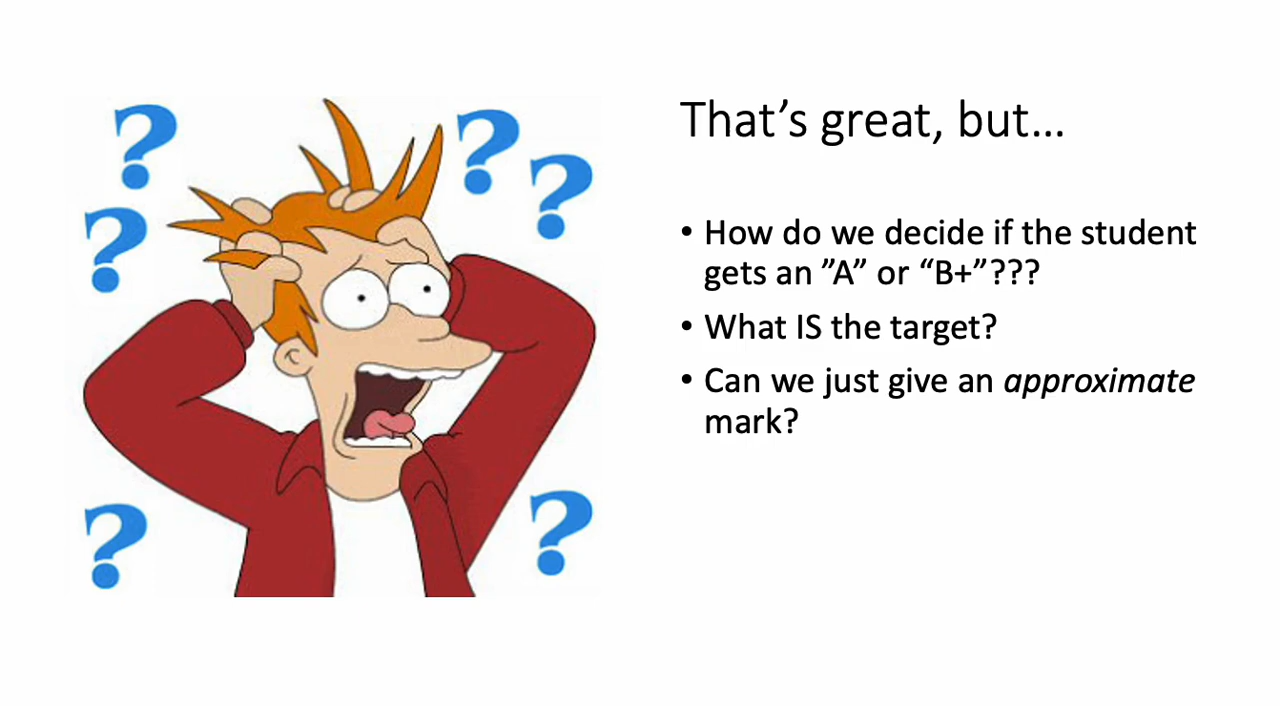 ?
?
?
?
?
?
That’s great, but…
• How do we decide if the student
gets an ”A” or “B+”???
• What IS the target?
• Can we just give an approximate
mark?